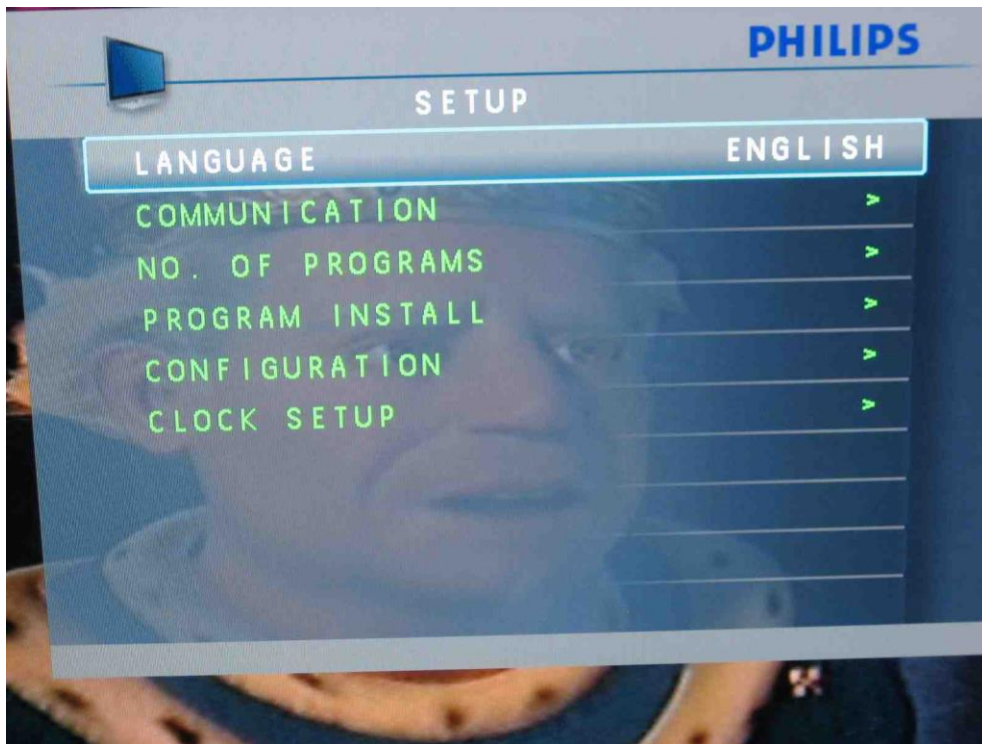 PHILIPS
SETUP
LANGUAGE ENGLISH
COMMUNICATION >
NO. OF PROGRAMS >
PROGRAM INSTALL >
CONFIGURATION >
CLOCK SETUP >